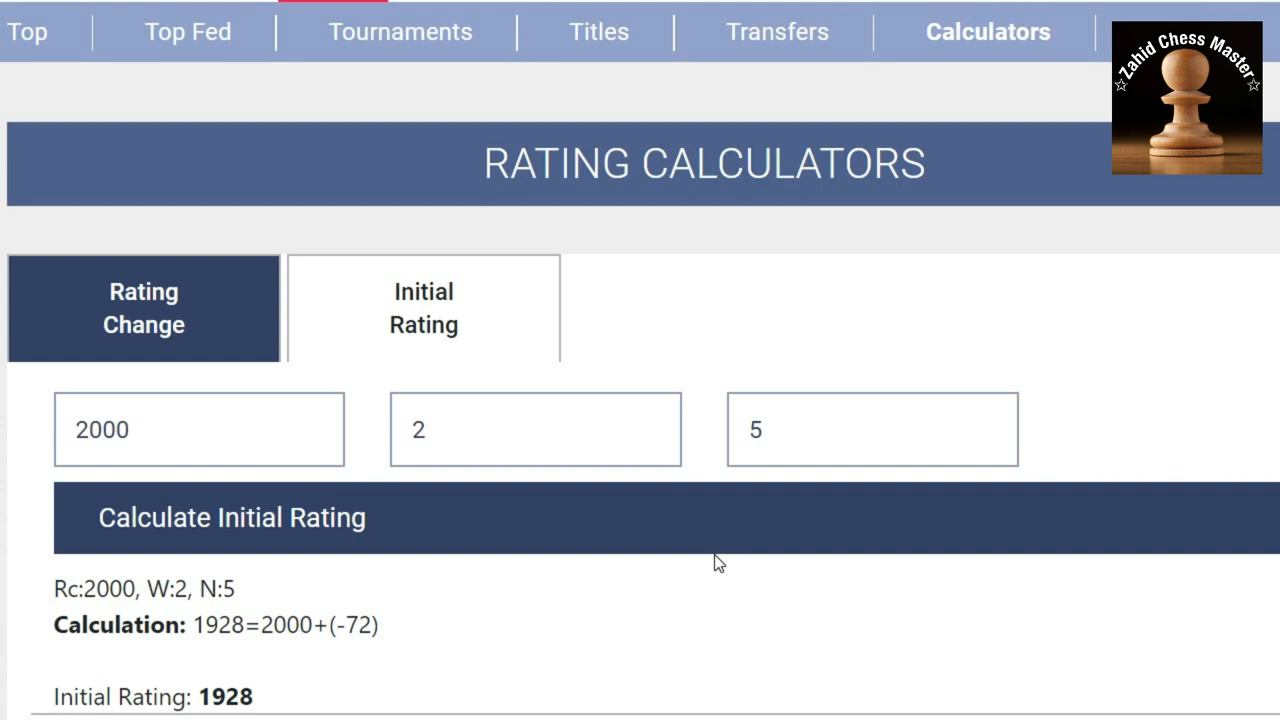 Top
Top Fed
Tournaments
Titles
Transfers
Calculators
☆Zahid Chess Master☆
RATING CALCULATORS
Rating
Change
Initial
Rating
2000
2
5
Calculate Initial Rating
Rc:2000, W:2, N:5
Calculation: 1928=2000+(-72)
Initial Rating: 1928